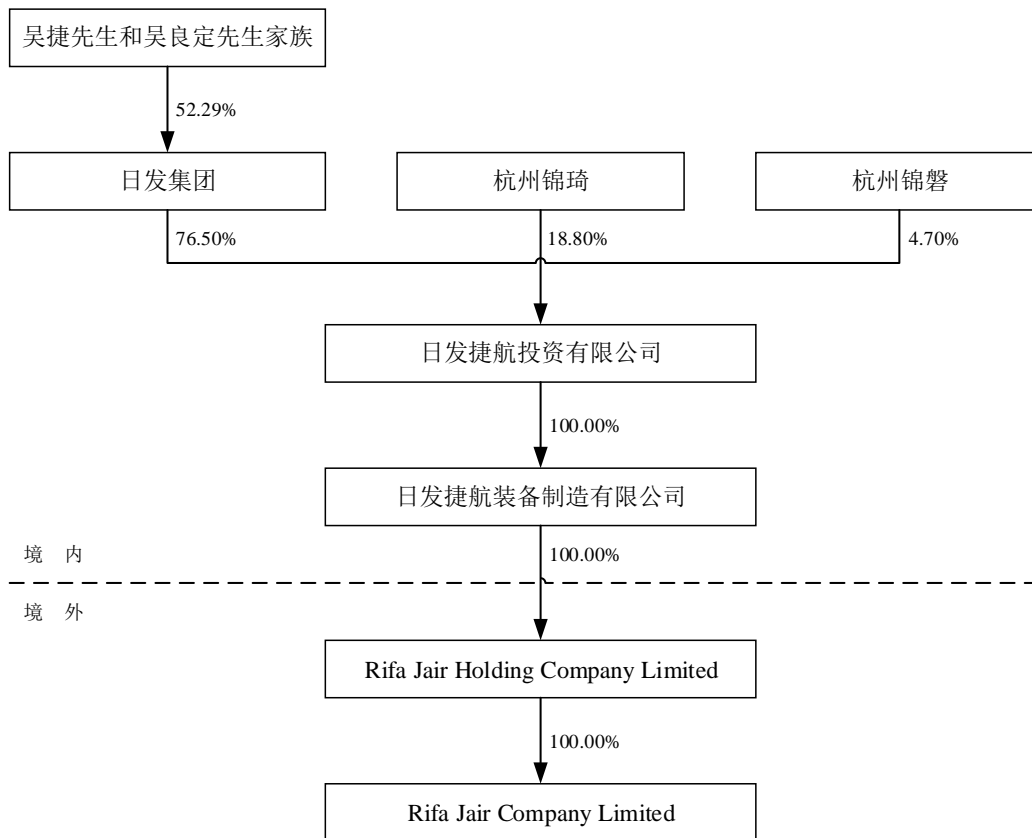 吴捷先生和吴良定先生家族
52.29%
日发集团
杭州锦琦
杭州锦磐
76.50%
18.80%
4.70%
日发捷航投资有限公司
100.00%
日发捷航装备制造有限公司
境 内
100.00%
境 外
Rifa Jair Holding Company Limited
100.00%
Rifa Jair Company Limited